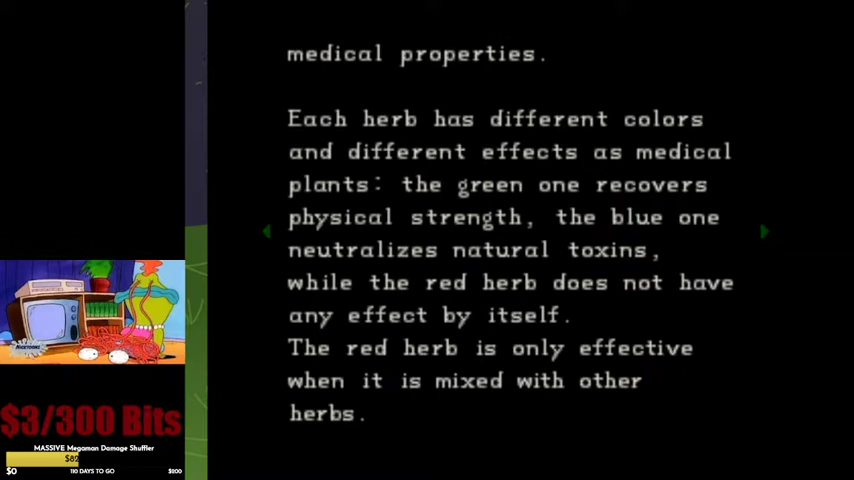 medical properties.
Each herb has different colors
and different effects as medical
plants: the green one recovers
physical strength, the blue one
neutralizes natural toxins,
while the red herb does not have
any effect by itself.
The red herb is only effective
when it is mixed with other
herbs.
$3/300 Bits
MASSIVE Megaman Damage Shuffler
$82
$0
110 DAYS TO GO
$200